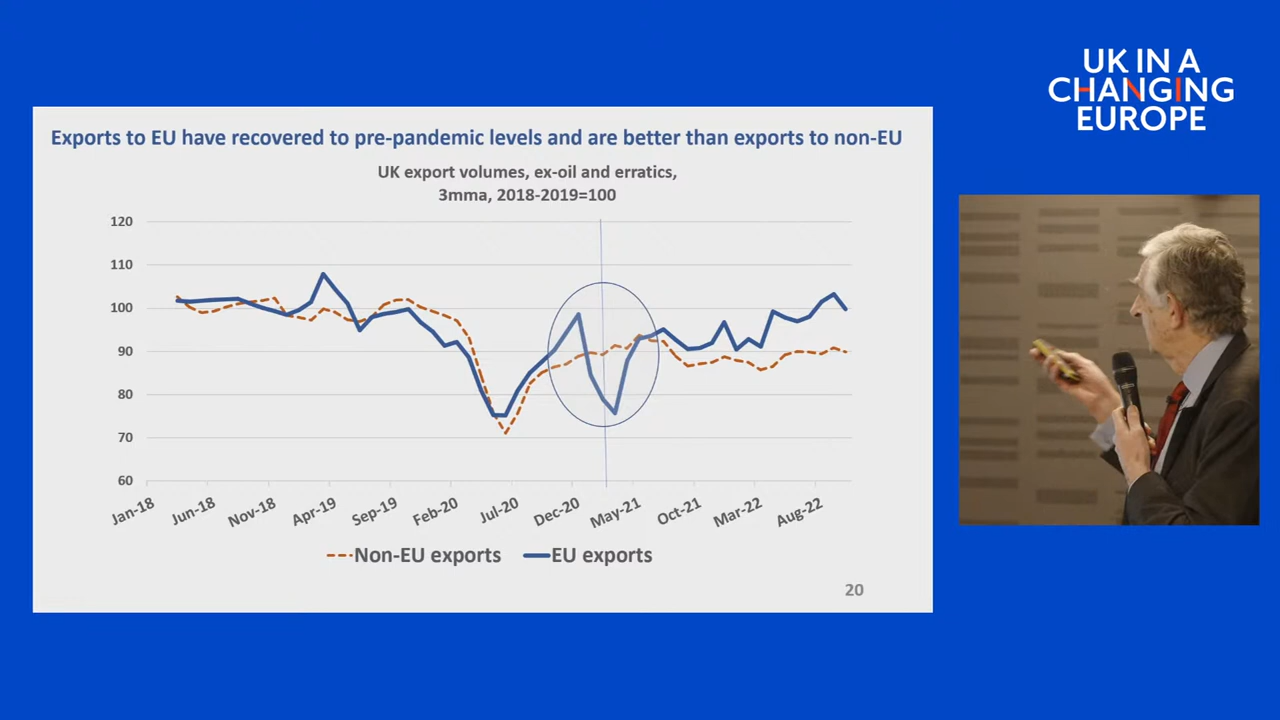 UK IN A
CHANGING
EUROPE
Exports to EU have recovered to pre-pandemic levels and are better than exports to non-EU
UK export volumes, ex-oil and erratics,
3mma, 2018-2019=100
120
110
100
90
80
70
60
Jan-18 Jun-18 Nov-18 Apr-19 Sep-19 Feb-20 Jul-20 Dec-20 May-21 Oct-21 Mar-22 Aug-22
Non-EU exports EU exports
20